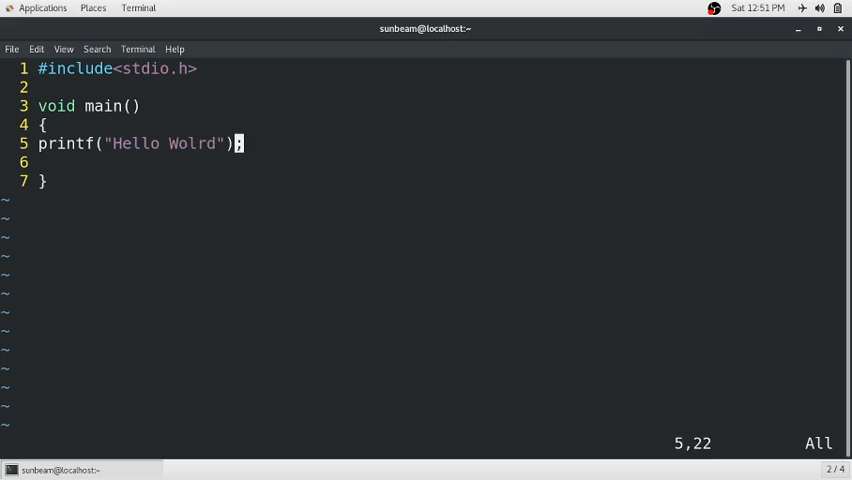 Applications Places Terminal Sat 12:51 PM
sunbeam@localhost:~
File Edit View Search Terminal Help
1 #include<stdio.h>
2
3 void main()
4 {
5 printf("Hello Wolrd");
6
7 }
~
~
~
~
~
~
~
~
~
~
~
~
~
5,22 All
sunbeam@localhost:~ 2 / 4